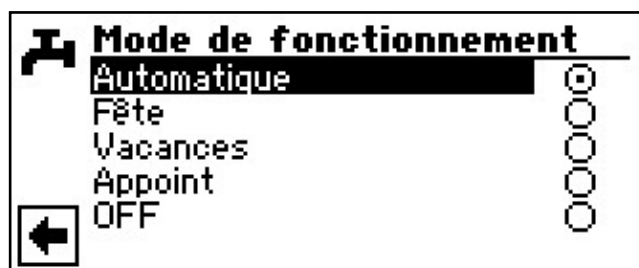 Mode de fonctionnement
Automatique
Fête
Vacances
Appoint
OFF